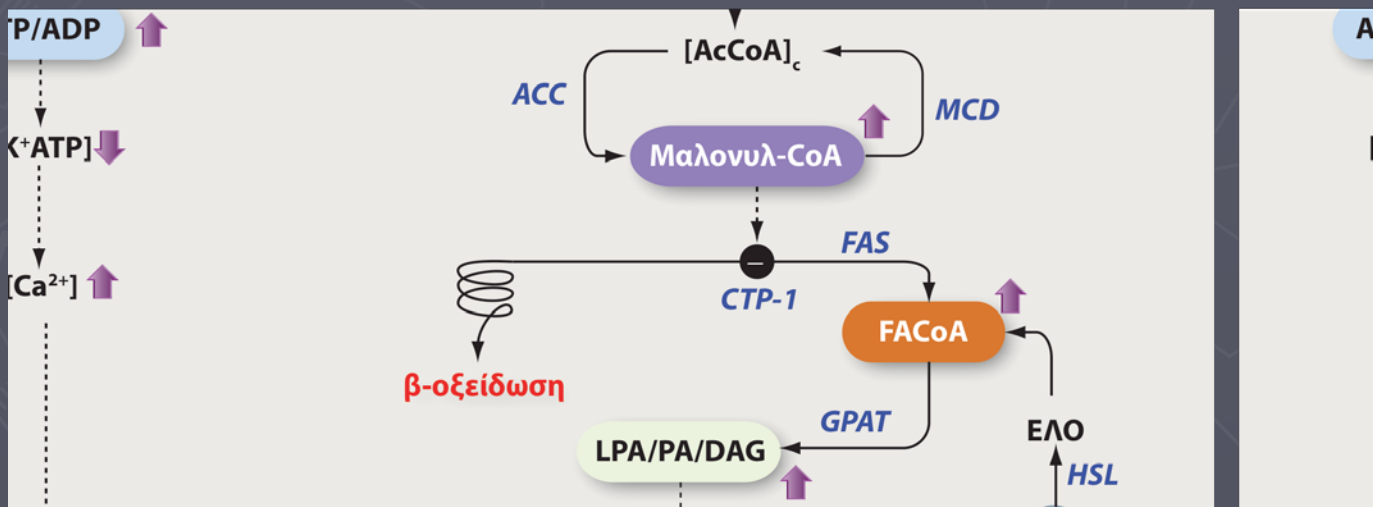 TP/ADP
[AcCoA]c
ACC
MCD
K⁺ATP]
Μαλονυλ-CoA
FAS
[Ca²⁺]
–
CTP-1
FACoA
β-οξείδωση
GPAT
ΕΛΟ
LPA/PA/DAG
HSL
A